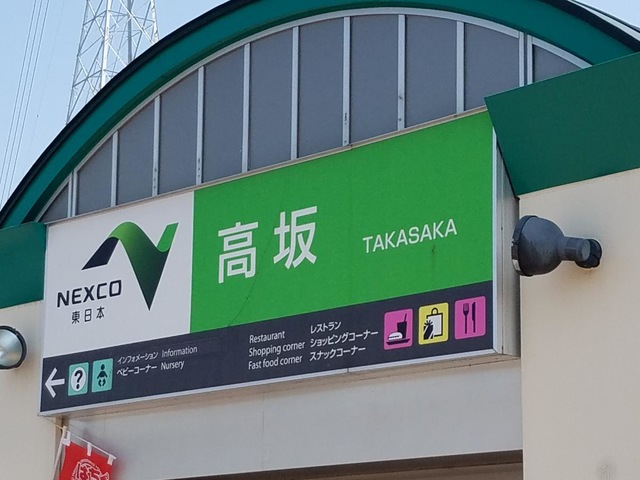 NEXCO
東日本
高坂 TAKASAKA
?
インフォメーション Information
ベビーコーナー Nursery
Restaurant レストラン
Shopping corner ショッピングコーナー
Fast food corner スナックコーナー